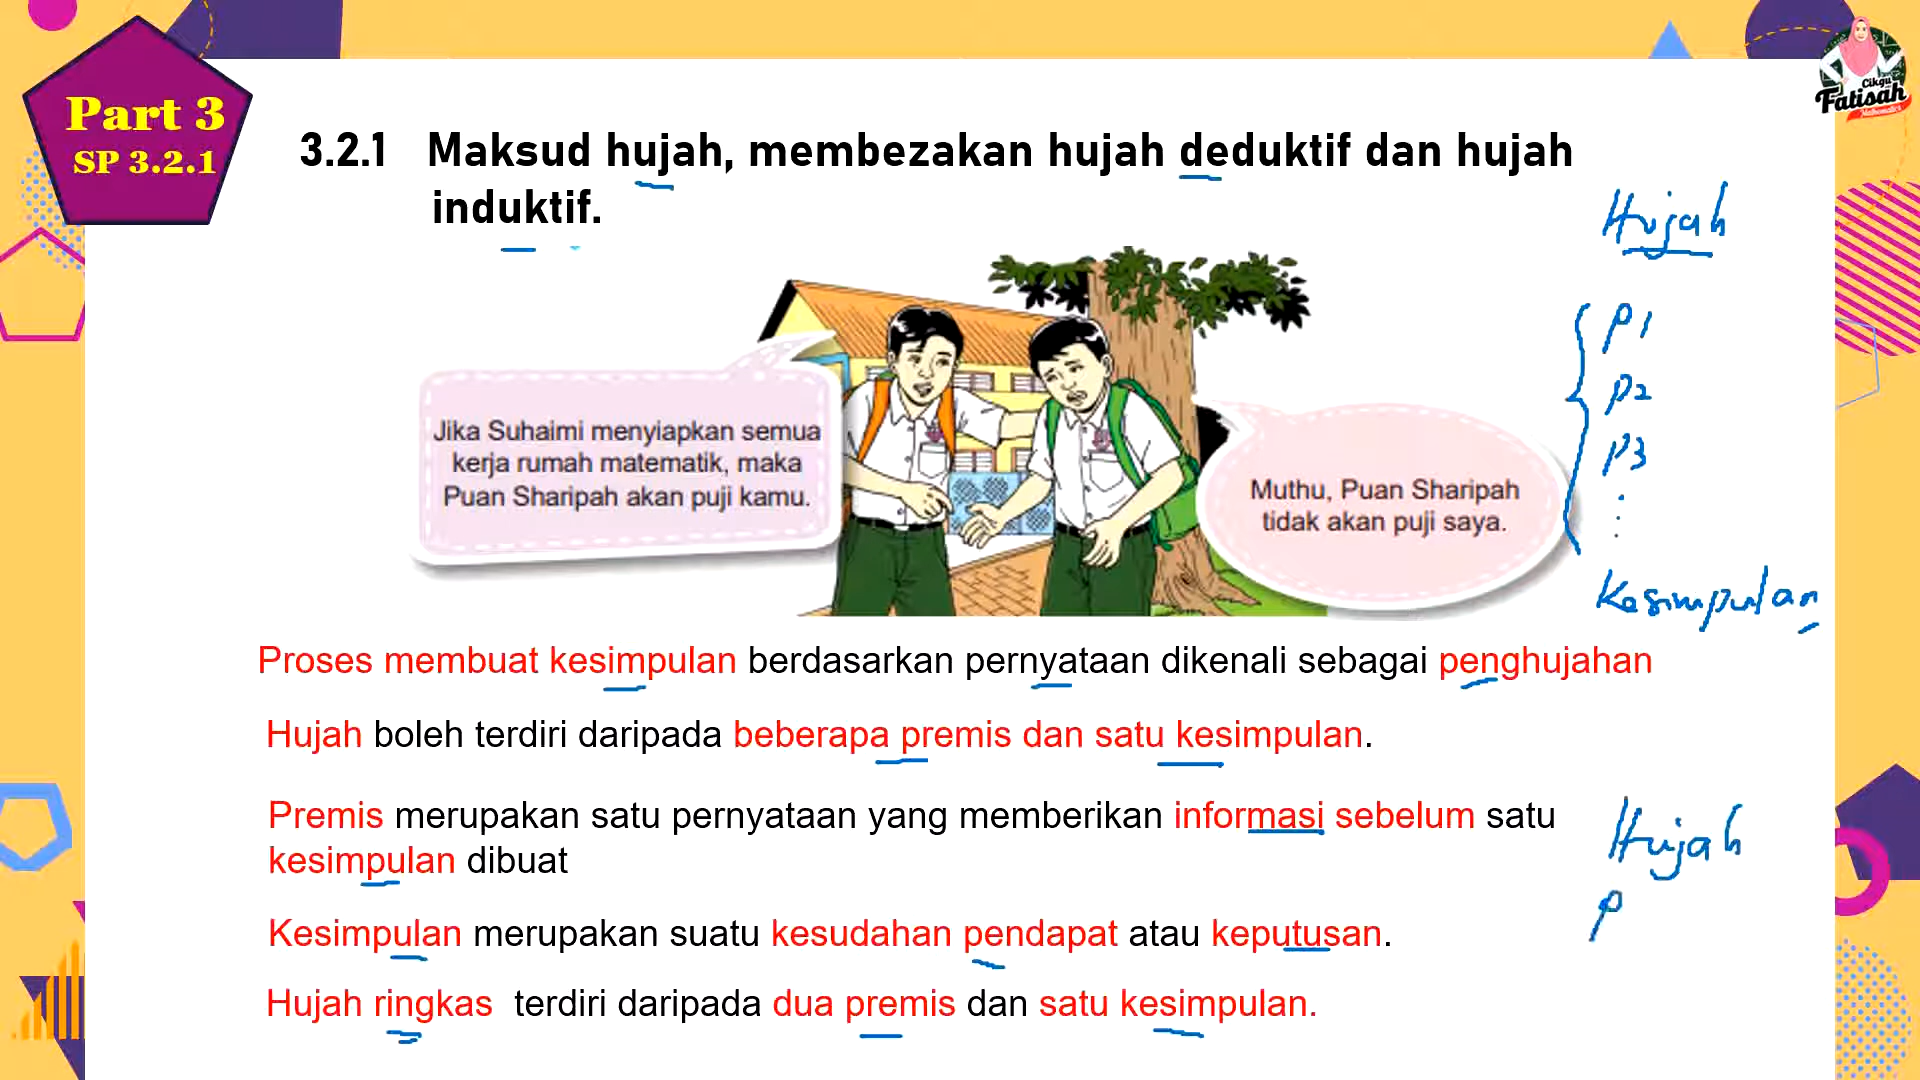 Part 3
SP 3.2.1
Cikgu
Fatisah
Mathematics
3.2.1 Maksud hujah, membezakan hujah deduktif dan hujah
induktif.
Hujah
P1
P2
P3
⋮
Kesimpulan
Jika Suhaimi menyiapkan semua
kerja rumah matematik, maka
Puan Sharipah akan puji kamu.
Muthu, Puan Sharipah
tidak akan puji saya.
Proses membuat kesimpulan berdasarkan pernyataan dikenali sebagai penghujahan
Hujah boleh terdiri daripada beberapa premis dan satu kesimpulan.
Premis merupakan satu pernyataan yang memberikan informasi sebelum satu
kesimpulan dibuat
Kesimpulan merupakan suatu kesudahan pendapat atau keputusan.
Hujah ringkas terdiri daripada dua premis dan satu kesimpulan.
Hujah
P